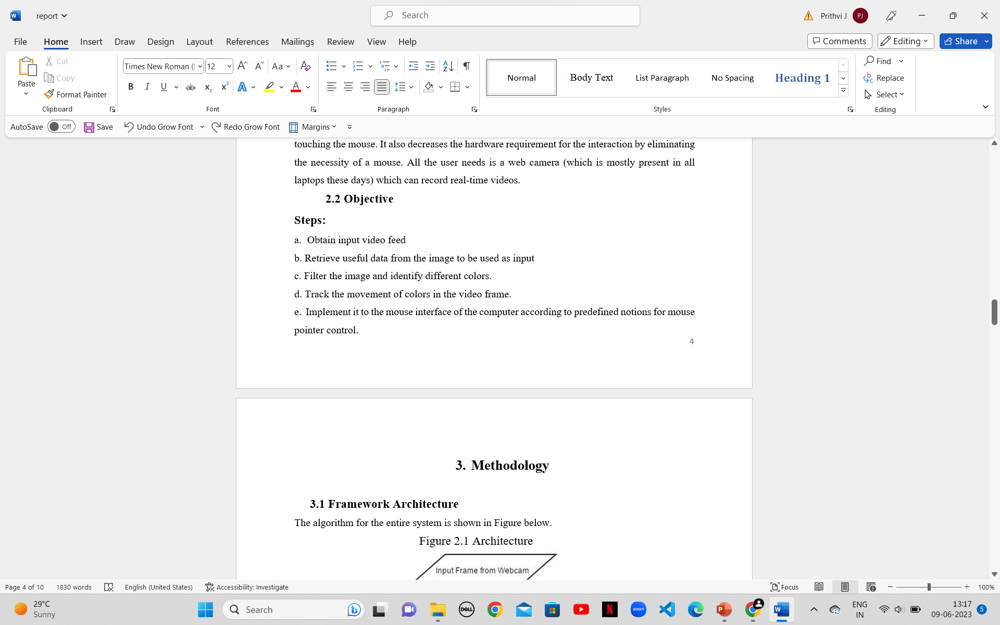 report
Search
Prithvi J
PJ
File Home Insert Draw Design Layout References Mailings Review View Help
Comments Editing Share
Paste
Cut
Copy
Format Painter
Clipboard
Times New Roman ( 12
Font
Paragraph
Normal Body Text List Paragraph No Spacing Heading 1
Styles
Find
Replace
Select
Editing
AutoSave Off Save Undo Grow Font Redo Grow Font Margins
touching the mouse. It also decreases the hardware requirement for the interaction by eliminating
the necessity of a mouse. All the user needs is a web camera (which is mostly present in all
laptops these days) which can record real-time videos.
2.2 Objective
Steps:
a. Obtain input video feed
b. Retrieve useful data from the image to be used as input
c. Filter the image and identify different colors.
d. Track the movement of colors in the video frame.
e. Implement it to the mouse interface of the computer according to predefined notions for mouse
pointer control.
4
3. Methodology
3.1 Framework Architecture
The algorithm for the entire system is shown in Figure below.
Figure 2.1 Architecture
Input Frame from Webcam
Page 4 of 10 1830 words English (United States) Accessibility: Investigate Focus 100%
29°C
Sunny
Search
DELL
zoom
ENG
IN
13:17
09-06-2023
5